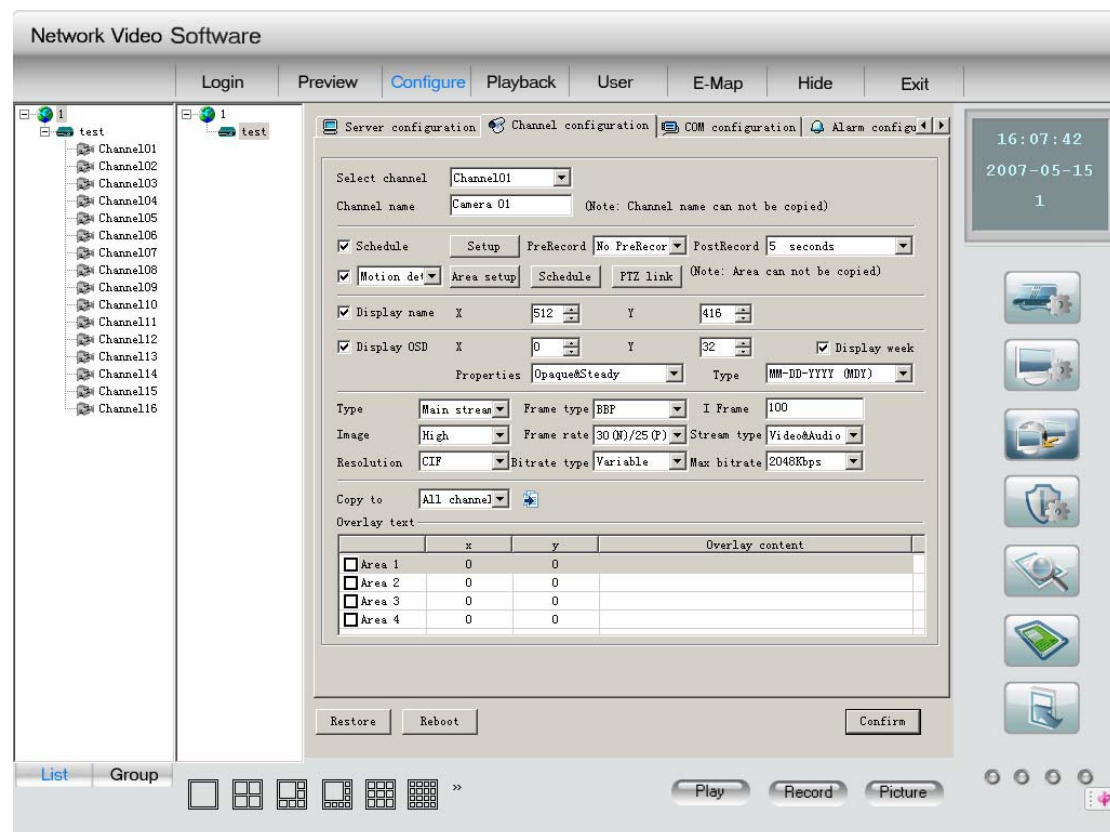 Network Video Software
Login Preview Configure Playback User E-Map Hide Exit
1
test
Channel01
Channel02
Channel03
Channel04
Channel05
Channel06
Channel07
Channel08
Channel09
Channel10
Channel11
Channel12
Channel13
Channel14
Channel15
Channel16
1
test
Server configuration Channel configuration COM configuration Alarm configu
Select channel Channel01
Channel name Camera 01 (Note: Channel name can not be copied)
Schedule Setup PreRecord No PreRecor PostRecord 5 seconds
Motion det Area setup Schedule PTZ link (Note: Area can not be copied)
Display name X 512 Y 416
Display OSD X 0 Y 32 Display week
Properties Opaque&Steady Type MM-DD-YYYY (MDY)
Type Main stream Frame type BBP I Frame 100
Image High Frame rate 30(N)/25(P) Stream type Video&Audio
Resolution CIF Bitrate type Variable Max bitrate 2048Kbps
Copy to All channel
Overlay text
x y Overlay content
Area 1 0 0
Area 2 0 0
Area 3 0 0
Area 4 0 0
Restore Reboot Confirm
16:07:42
2007-05-15
1
List Group
» Play Record Picture